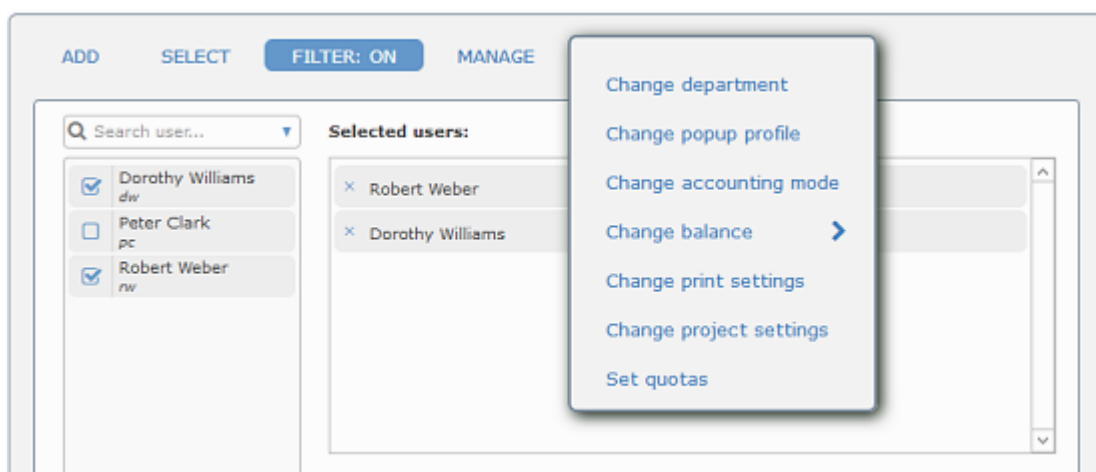 ADD SELECT FILTER: ON MANAGE
Change department
Change popup profile
Change accounting mode
Change balance
Change print settings
Change project settings
Set quotas
Search user...
Dorothy Williams
dw
Peter Clark
pc
Robert Weber
rw
Selected users:
Robert Weber
Dorothy Williams